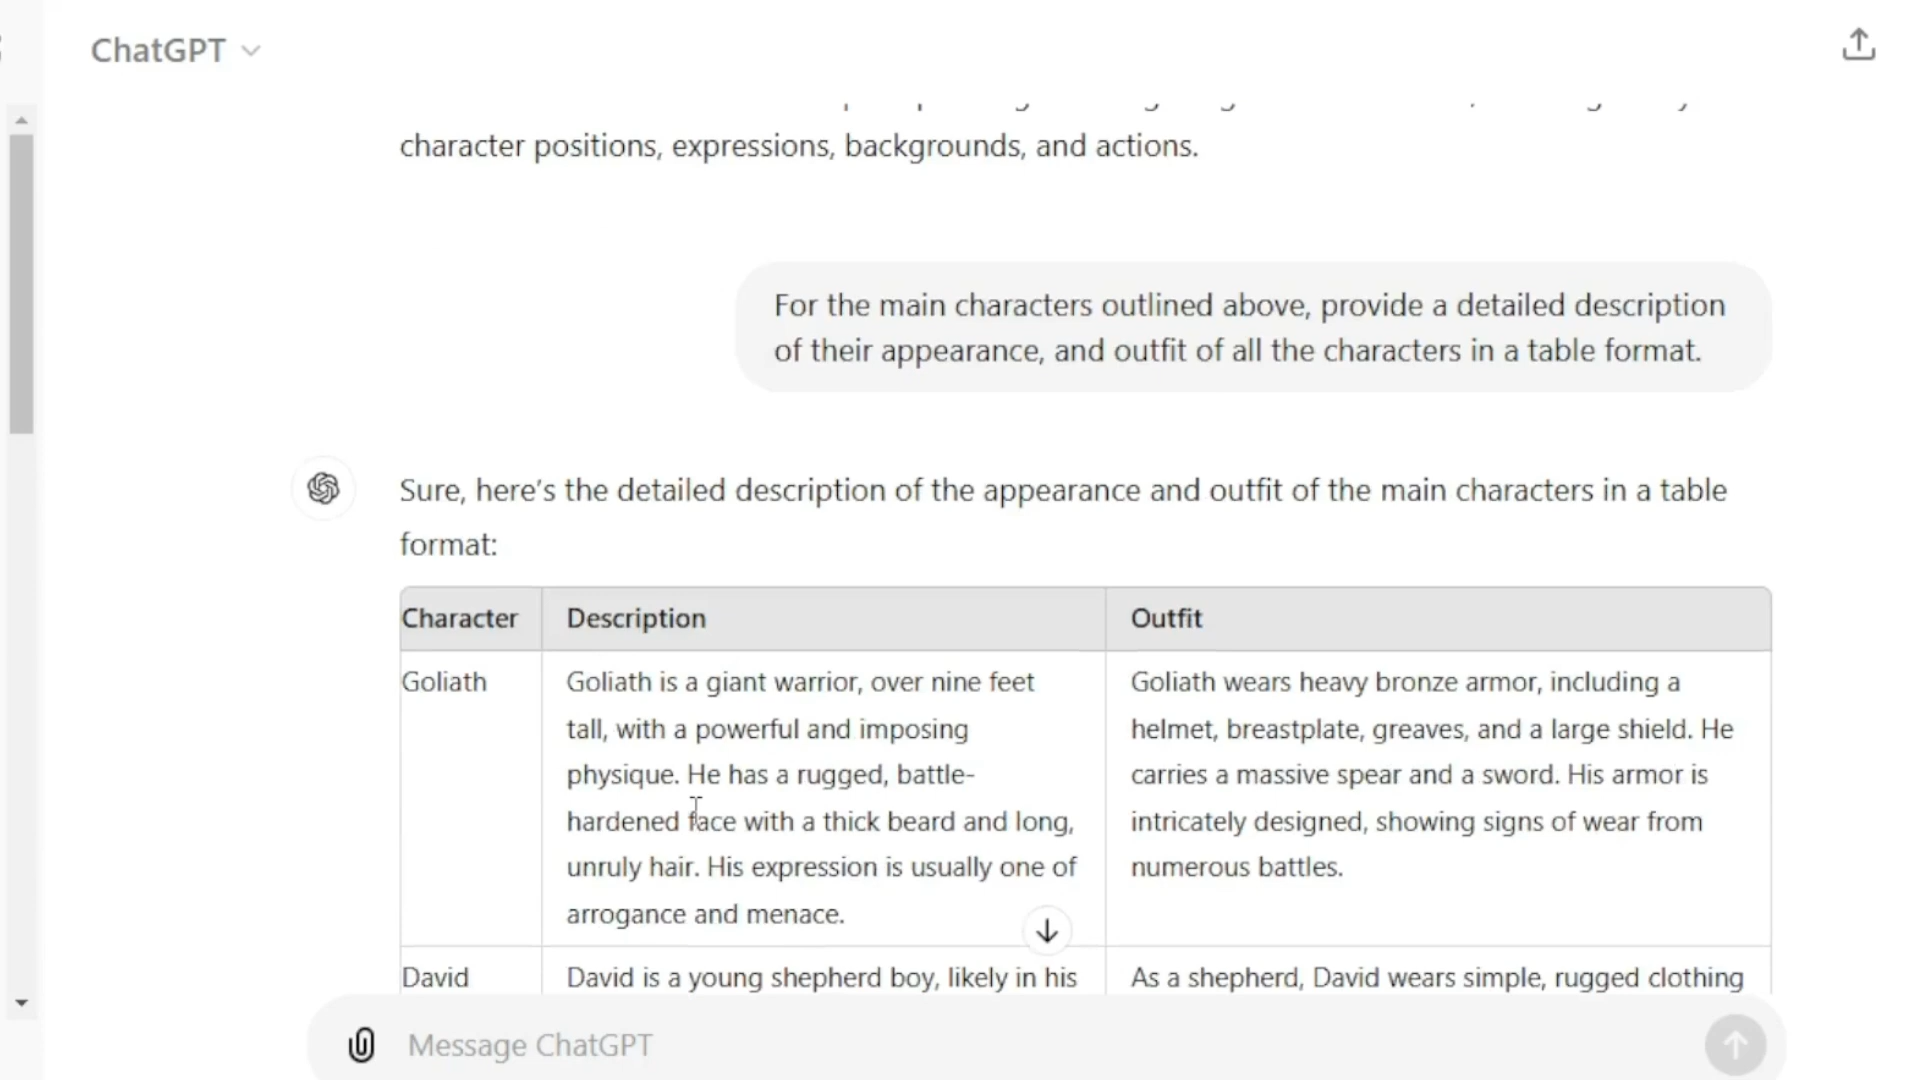 ChatGPT
character positions, expressions, backgrounds, and actions.
For the main characters outlined above, provide a detailed description
of their appearance, and outfit of all the characters in a table format.
Sure, here's the detailed description of the appearance and outfit of the main characters in a table
format:
Character Description Outfit
Goliath Goliath is a giant warrior, over nine feet Goliath wears heavy bronze armor, including a
tall, with a powerful and imposing helmet, breastplate, greaves, and a large shield. He
physique. He has a rugged, battle- carries a massive spear and a sword. His armor is
hardened face with a thick beard and long, intricately designed, showing signs of wear from
unruly hair. His expression is usually one of numerous battles.
arrogance and menace.
David David is a young shepherd boy, likely in his As a shepherd, David wears simple, rugged clothing
Message ChatGPT